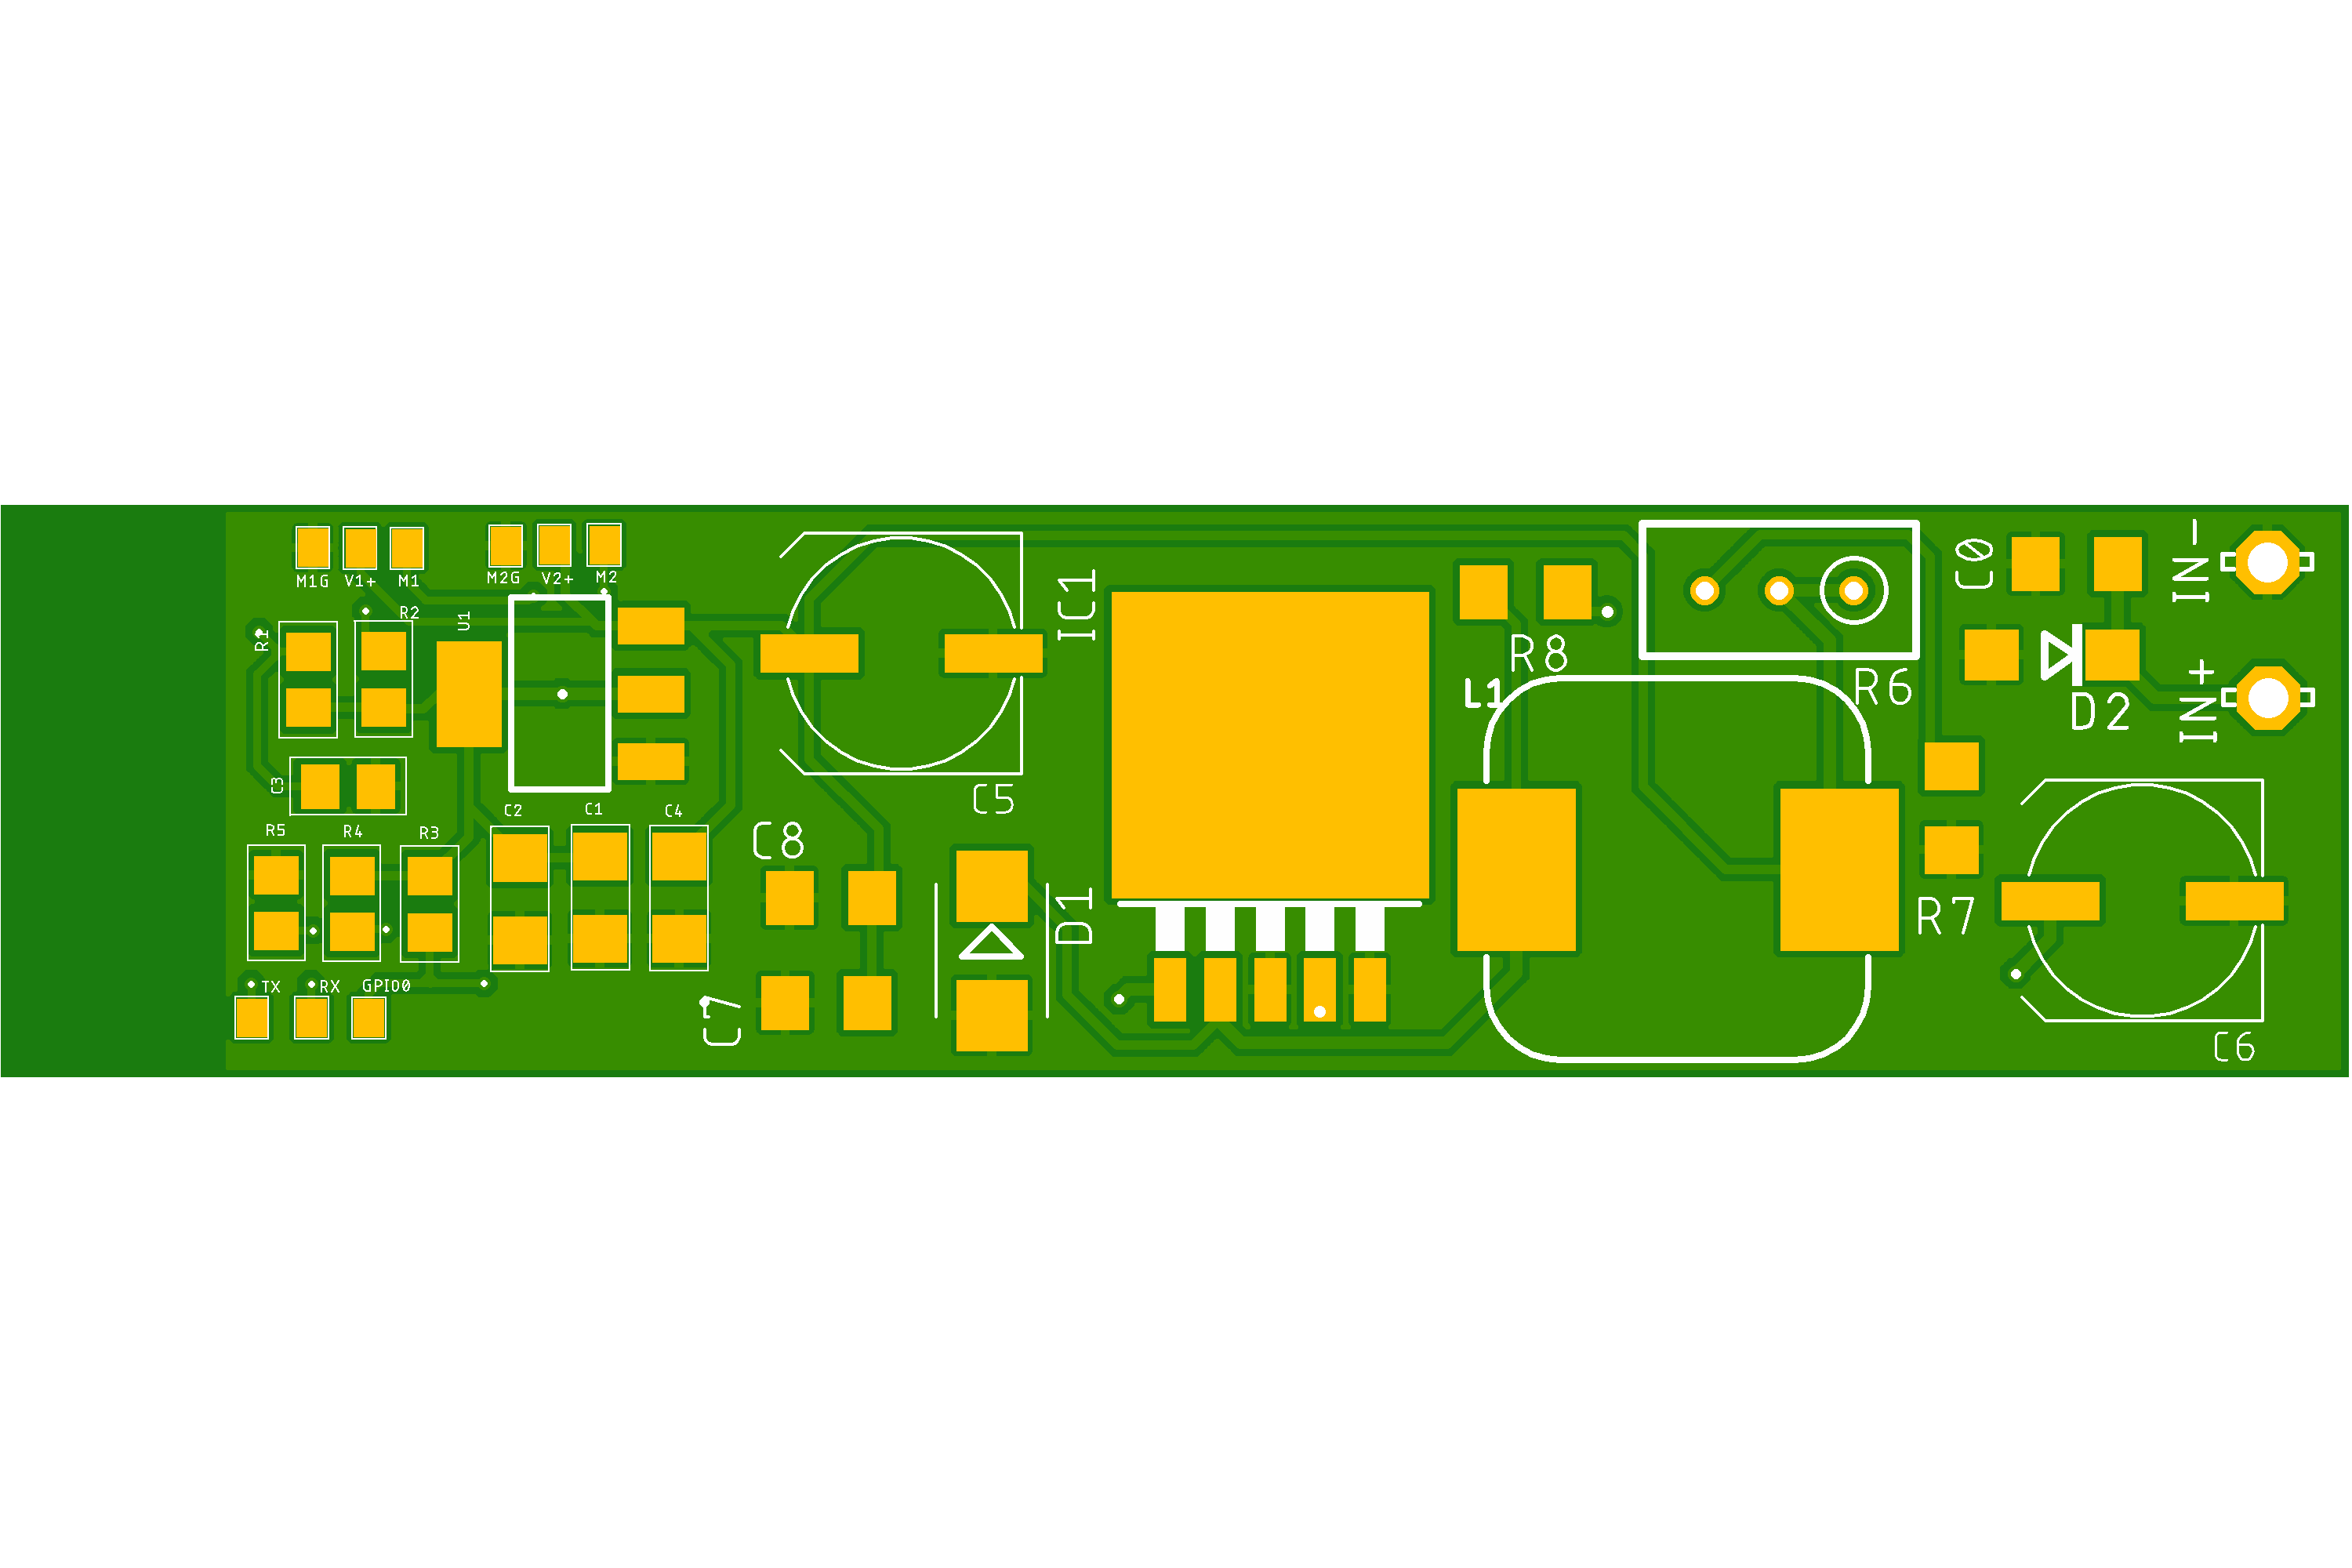 M1G V1+ M1 M2G V2+ M2
R1
R2
U1
C3
R5 R4 R3 C2 C1 C4
TX RX GPIO0
C5
IC1
C8
C7
D1
R8
L1
R6
C0
D2
IN-
IN+
R7
C6